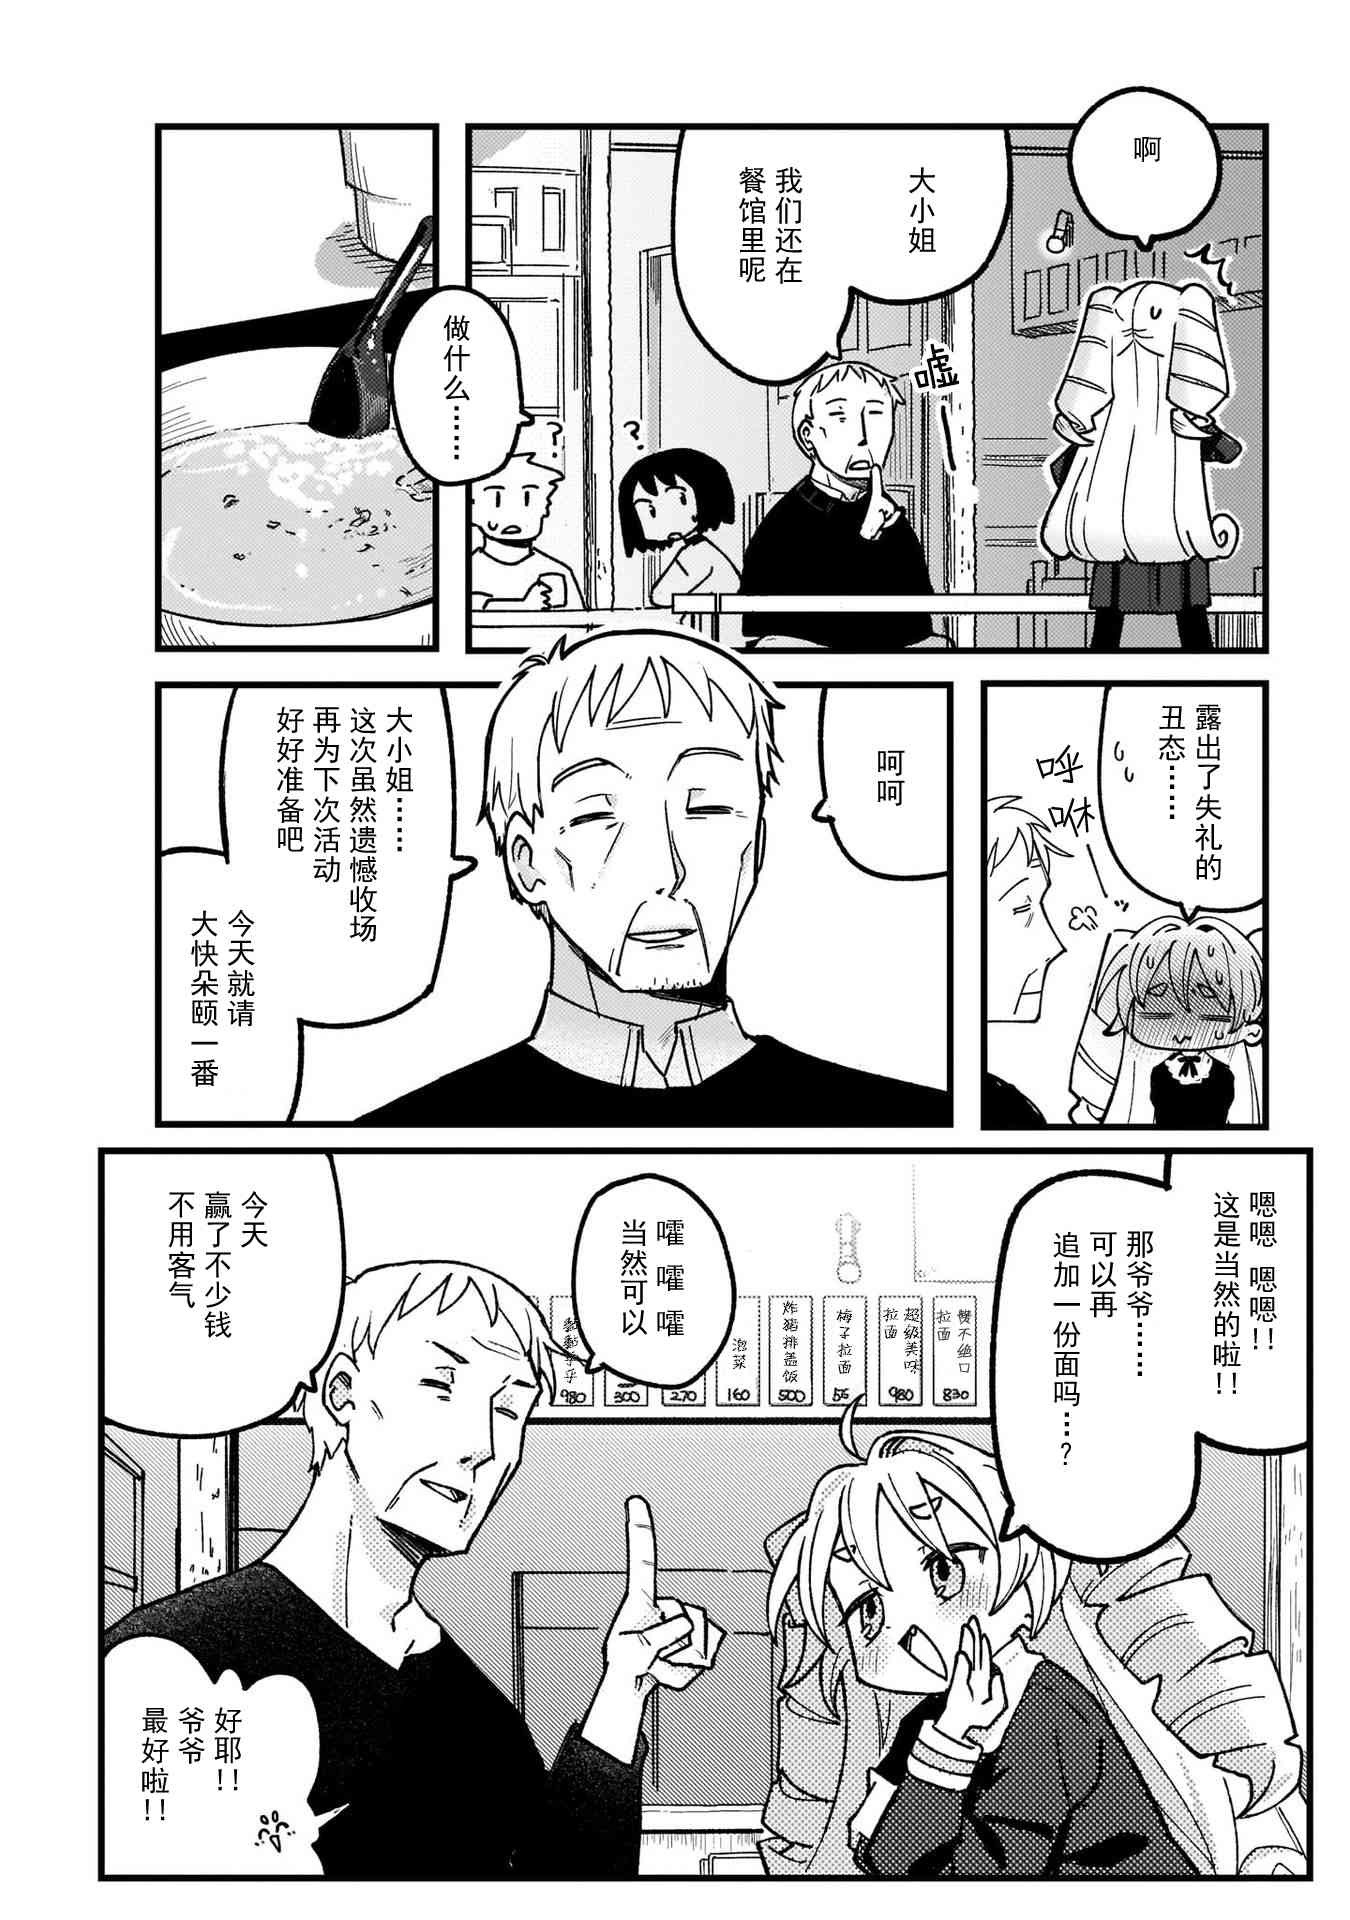 啊
大小姐
我们还在
餐馆里呢
嘘
？
？
做什么……
露出了失礼的
丑态……
呼
咻
呵呵
大小姐……
这次虽然遗憾收场
再为下次活动
好好准备吧
今天就请
大快朵颐一番
嗯嗯 嗯嗯!!
这是当然的啦!!
那爷爷……
可以再
追加一份面吗…？
嚯 嚯 嚯
当然可以
赞不绝口
拉面
830
超级美味
拉面
980
梅子拉面
炸猪排盖饭
500
泡菜
160
270
300
980
今天
赢了不少钱
不用客气
好耶!!
爷爷
最好啦!!